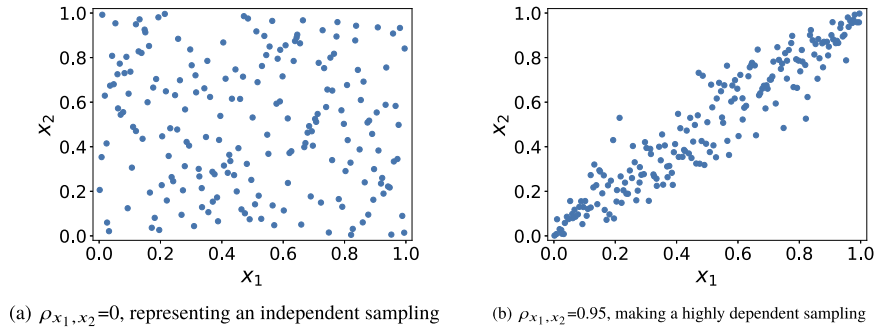 1.0
0.8
0.6
0.4
0.2
0.0
x₂
0.0 0.2 0.4 0.6 0.8 1.0
x₁
(a) ρx₁,x₂=0, representing an independent sampling
1.0
0.8
0.6
0.4
0.2
0.0
x₂
0.0 0.2 0.4 0.6 0.8 1.0
x₁
(b) ρx₁,x₂=0.95, making a highly dependent sampling